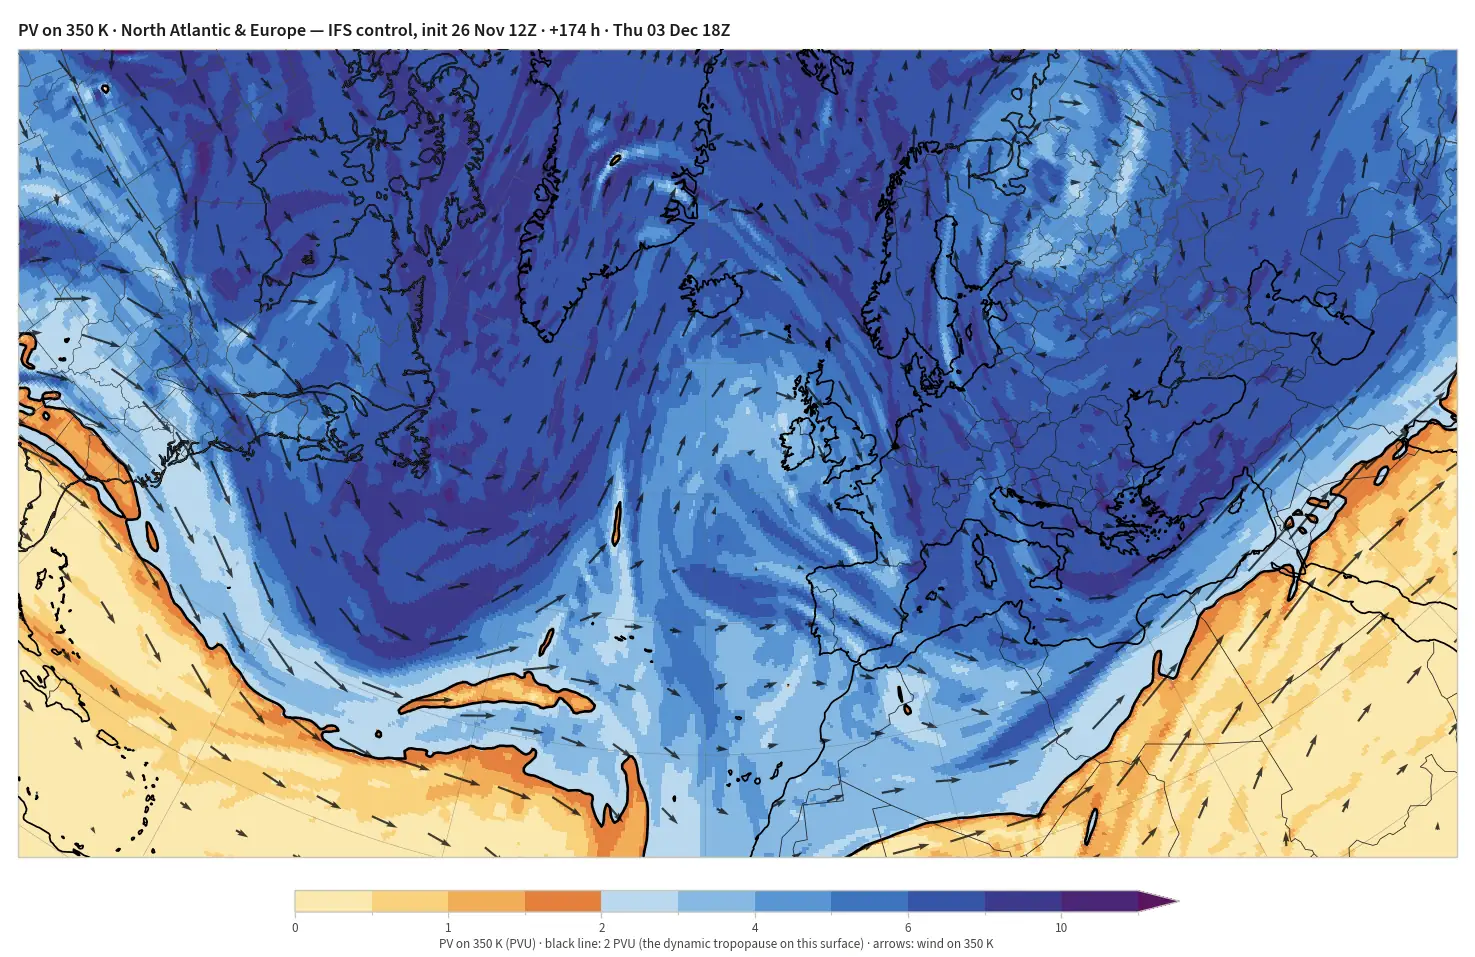 PV on 350 K · North Atlantic & Europe — IFS control, init 26 Nov 12Z · +174 h · Thu 03 Dec 18Z
0 1 2 4 6 10
PV on 350 K (PVU) · black line: 2 PVU (the dynamic tropopause on this surface) · arrows: wind on 350 K